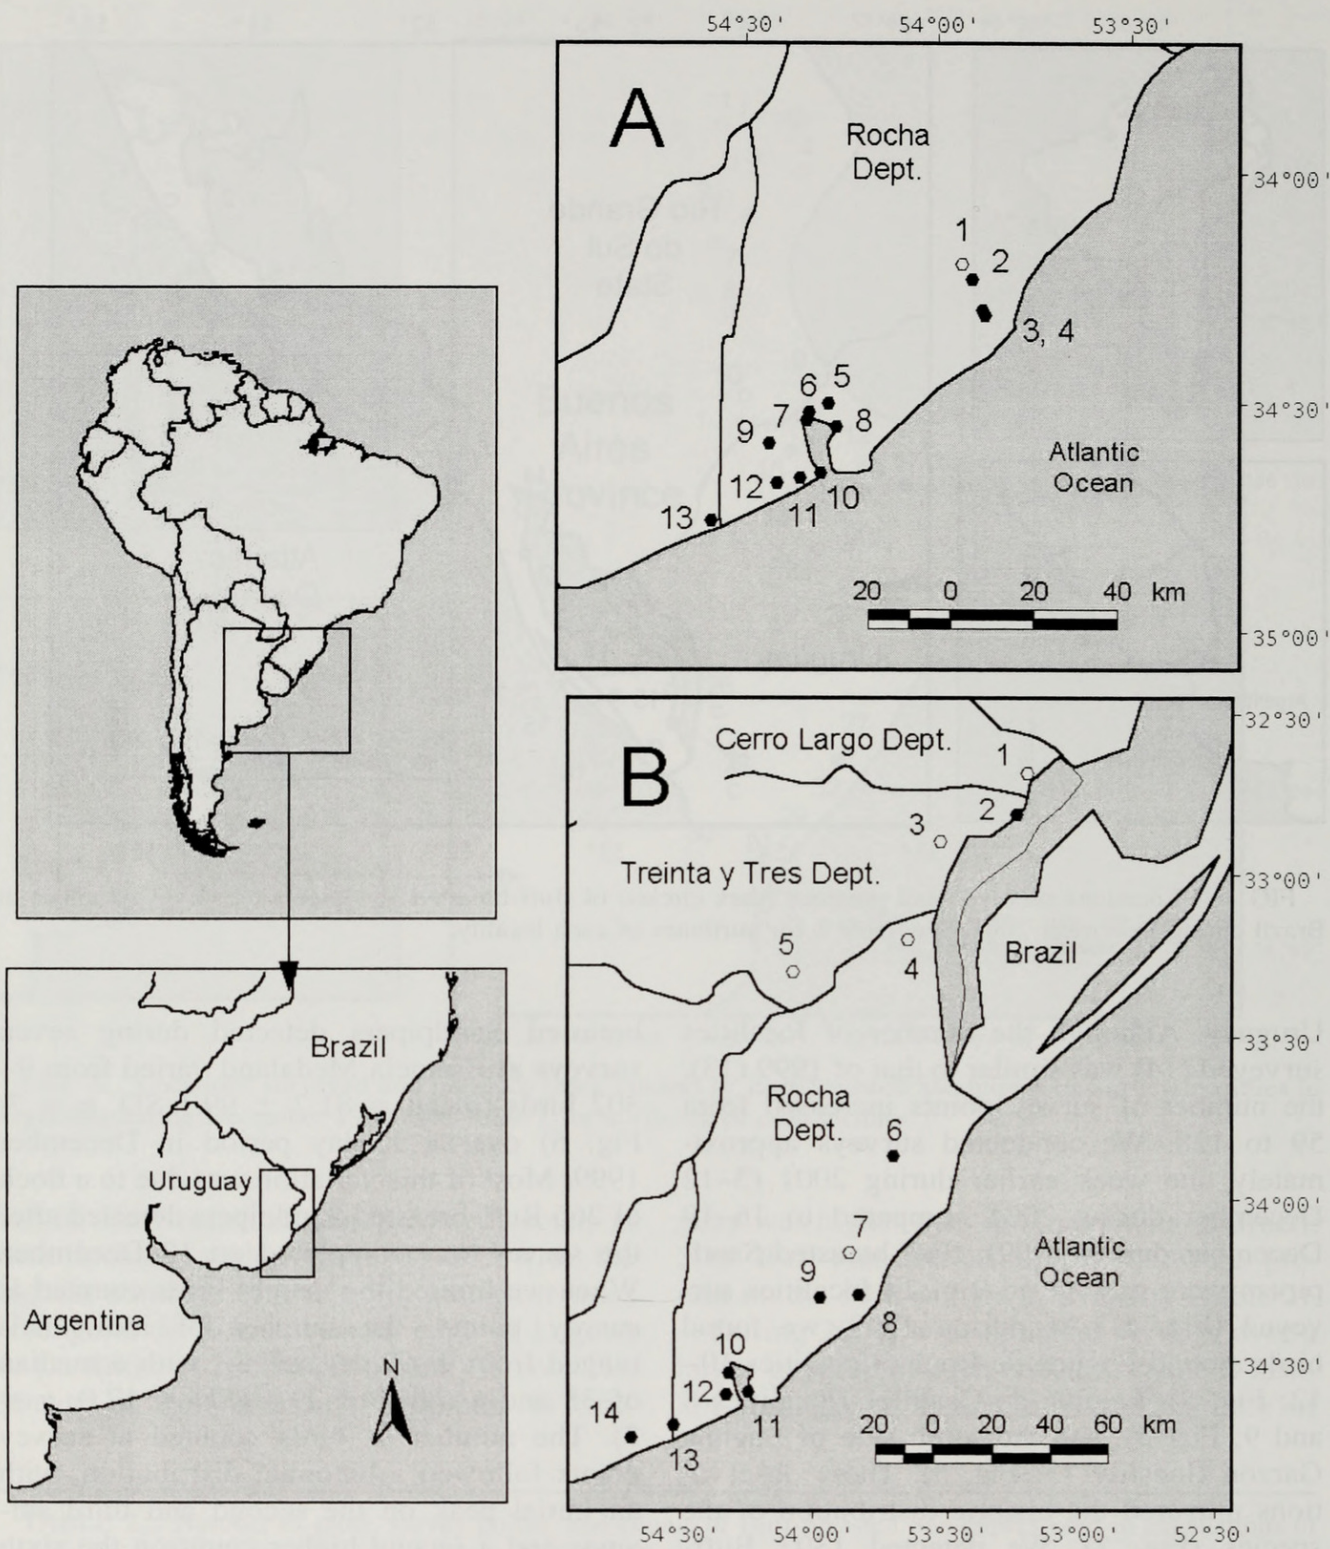 54°30' 54°00' 53°30'
A
Rocha
Dept.
34°00'
1
2
3, 4
5
6
7
8
34°30'
9
Atlantic
Ocean
12
10
11
13
20 0 20 40 km
35°00'
32°30'
Cerro Largo Dept.
1
B
2
3
Treinta y Tres Dept.
33°00'
5
4
Brazil
33°30'
Rocha
Dept.
6
34°00'
7
Atlantic
Ocean
9
8
10
34°30'
12
14
11
13
20 0 20 40 60 km
54°30' 54°00' 53°30' 53°00' 52°30'
Brazil
Uruguay
Argentina
N